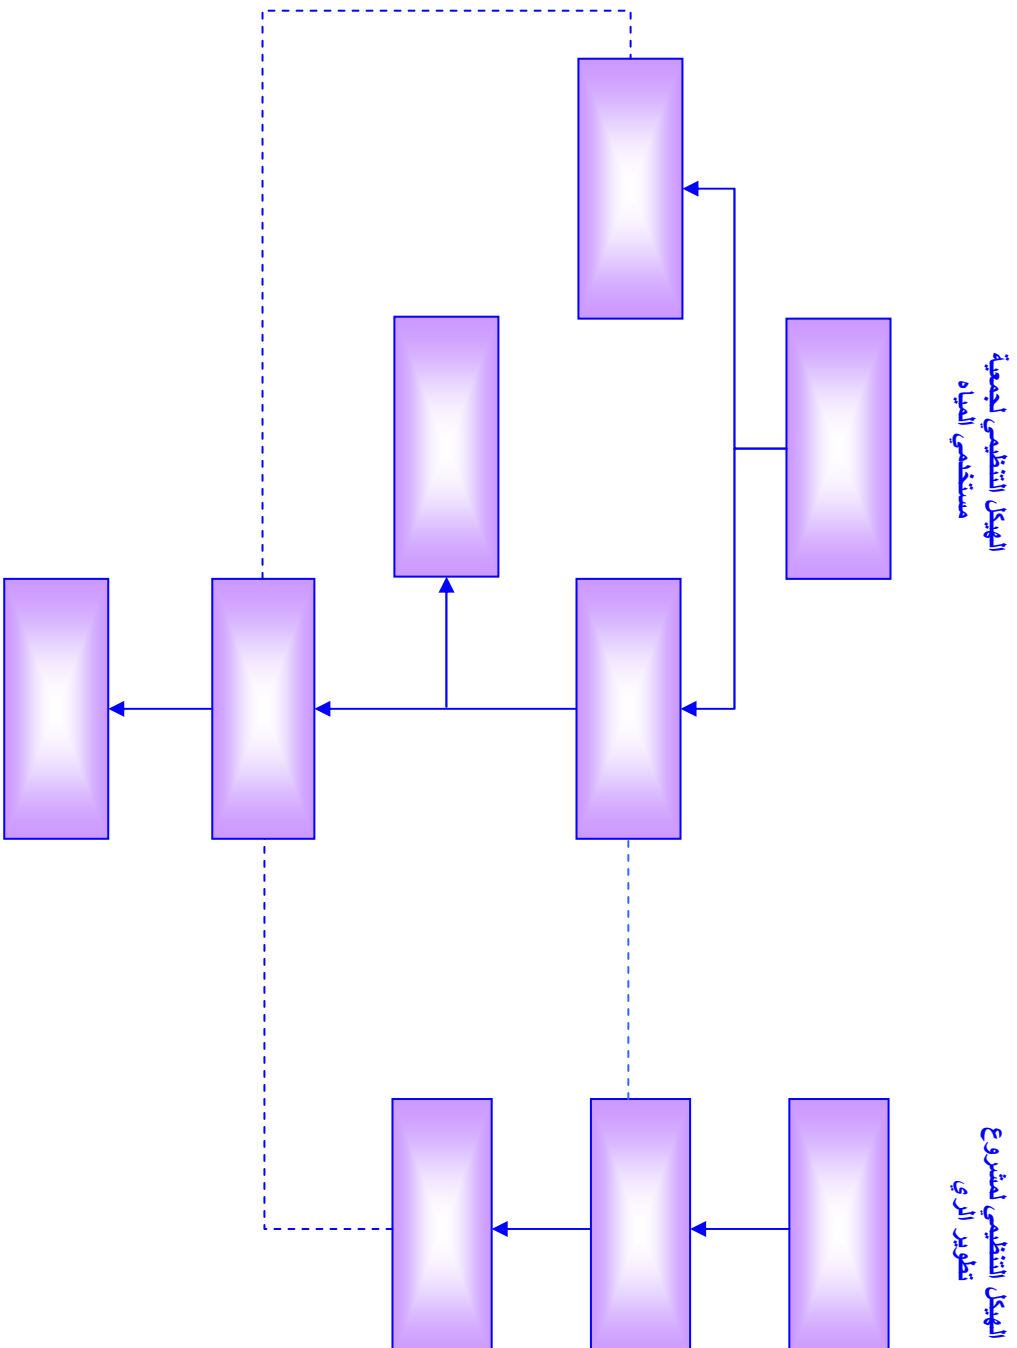 الهيكل التنظيمي لجمعية
مستخدمي المياه
الهيكل التنظيمي لمشروع
تطوير الري